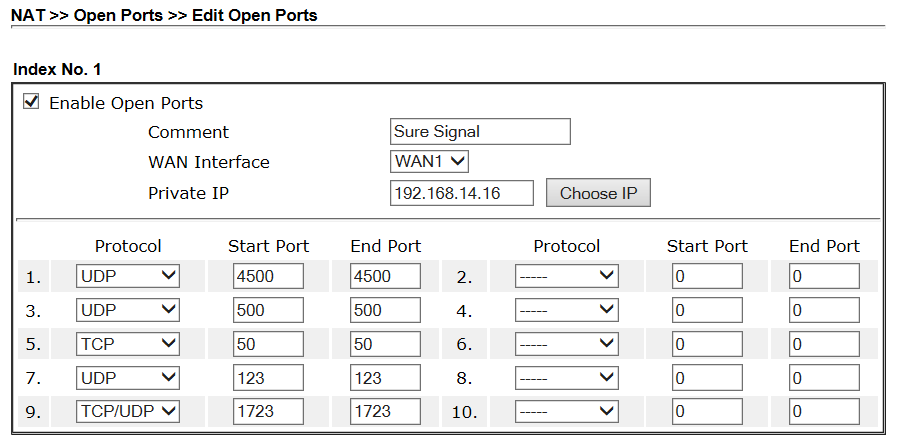 NAT >> Open Ports >> Edit Open Ports
Index No. 1
Enable Open Ports
Comment Sure Signal
WAN Interface WAN1
Private IP 192.168.14.16 Choose IP
Protocol Start Port End Port Protocol Start Port End Port
1. UDP 4500 4500 2. ----- 0 0
3. UDP 500 500 4. ----- 0 0
5. TCP 50 50 6. ----- 0 0
7. UDP 123 123 8. ----- 0 0
9. TCP/UDP 1723 1723 10. ----- 0 0